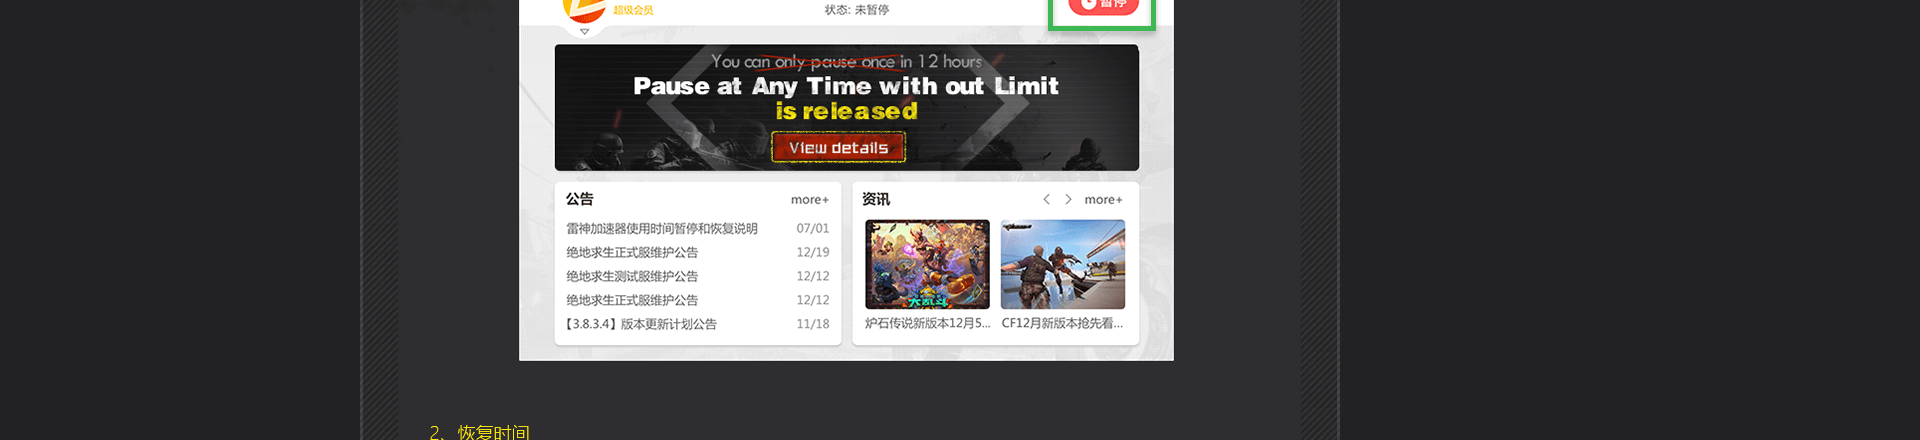 超级会员
状态: 未暂停
暂停
You can only pause once in 12 hours
Pause at Any Time with out Limit
is released
View details
公告 more+
雷神加速器使用时间暂停和恢复说明 07/01
绝地求生正式服维护公告 12/19
绝地求生测试服维护公告 12/12
绝地求生正式服维护公告 12/12
【3.8.3.4】版本更新计划公告 11/18
资讯 more+
大乱斗
炉石传说新版本12月5...
CF12月新版本抢先看...
2、恢复时间